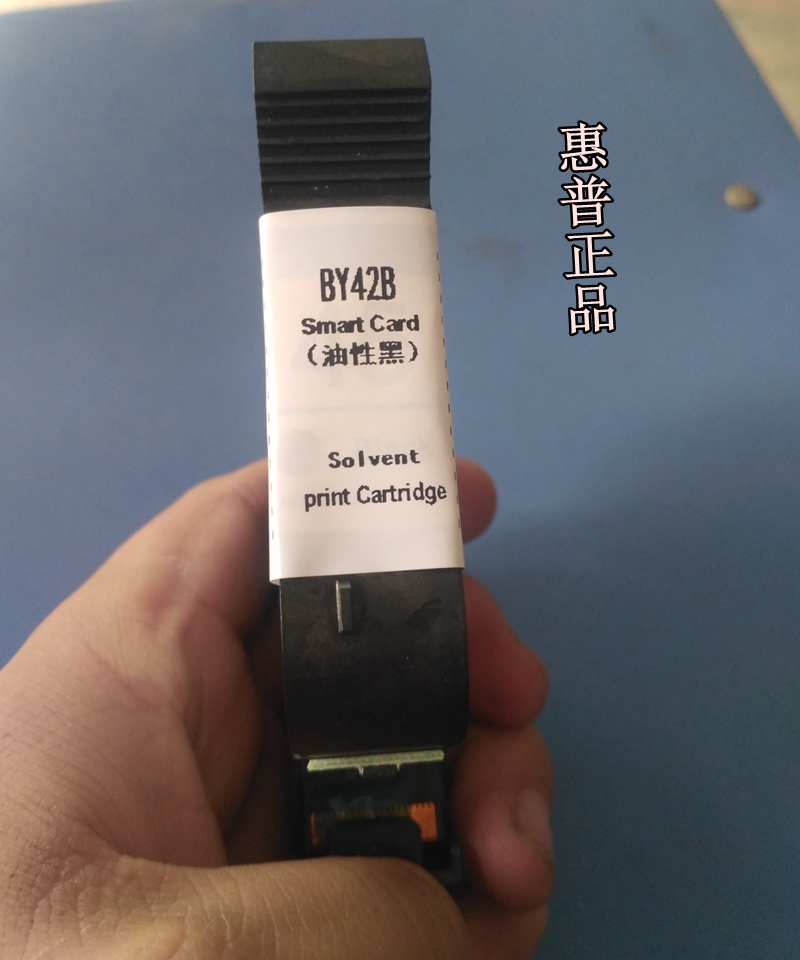 BY42B
Smart Card
（油性黑）
Solvent
print Cartridge
惠普正品